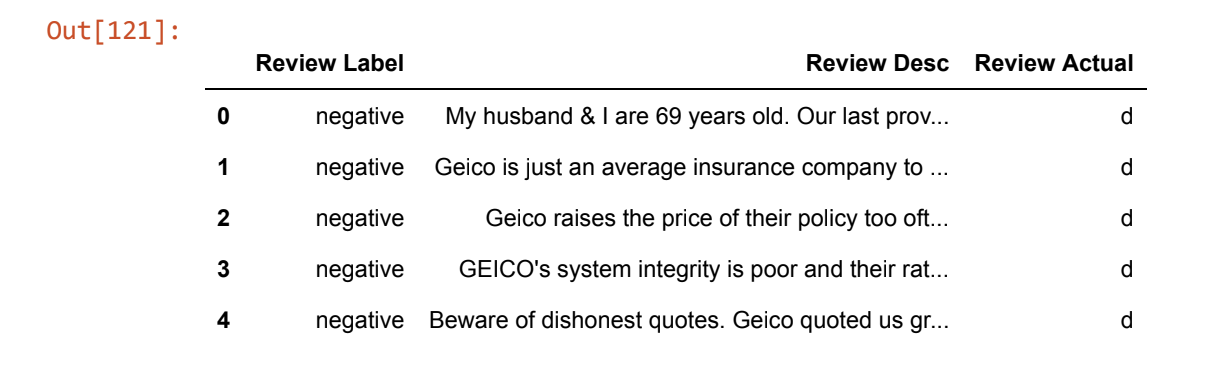 Out[121]:
Review Label Review Desc Review Actual
0 negative My husband & I are 69 years old. Our last prov... d
1 negative Geico is just an average insurance company to ... d
2 negative Geico raises the price of their policy too oft... d
3 negative GEICO's system integrity is poor and their rat... d
4 negative Beware of dishonest quotes. Geico quoted us gr... d